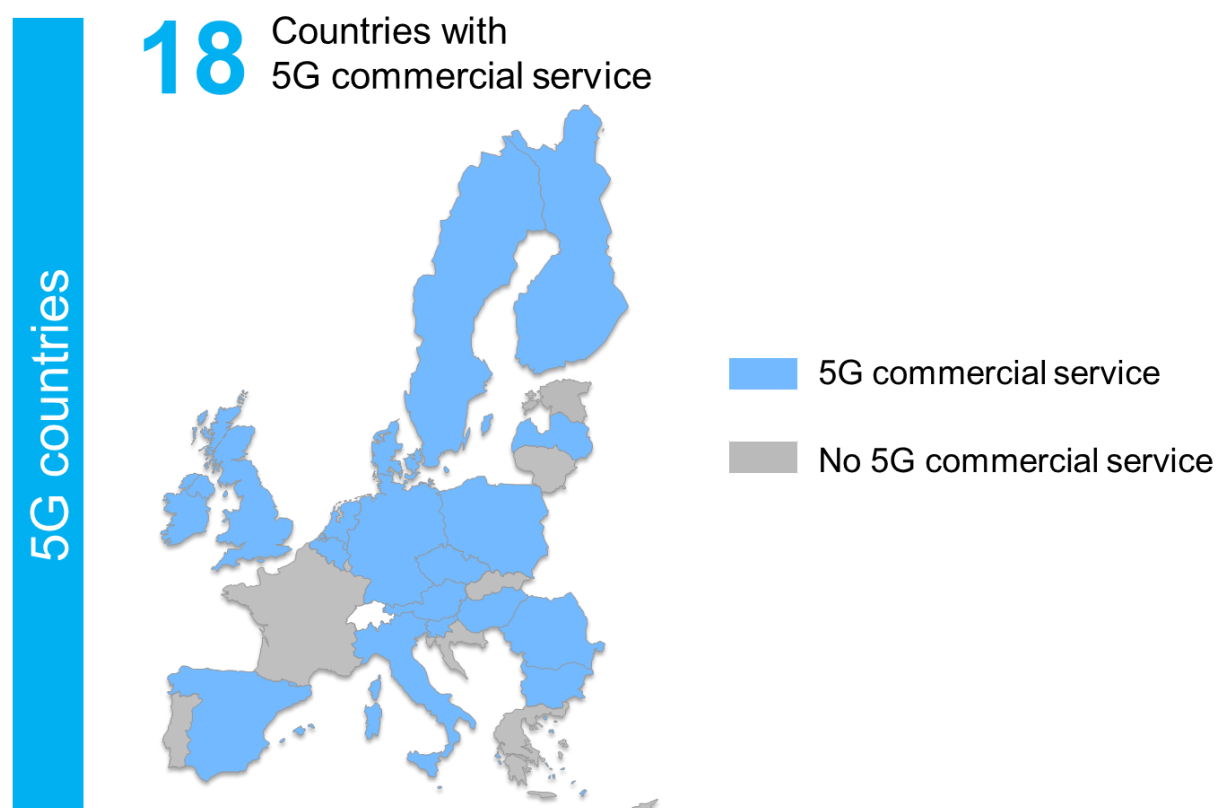 18
Countries with
5G commercial service
5G countries
5G commercial service
No 5G commercial service